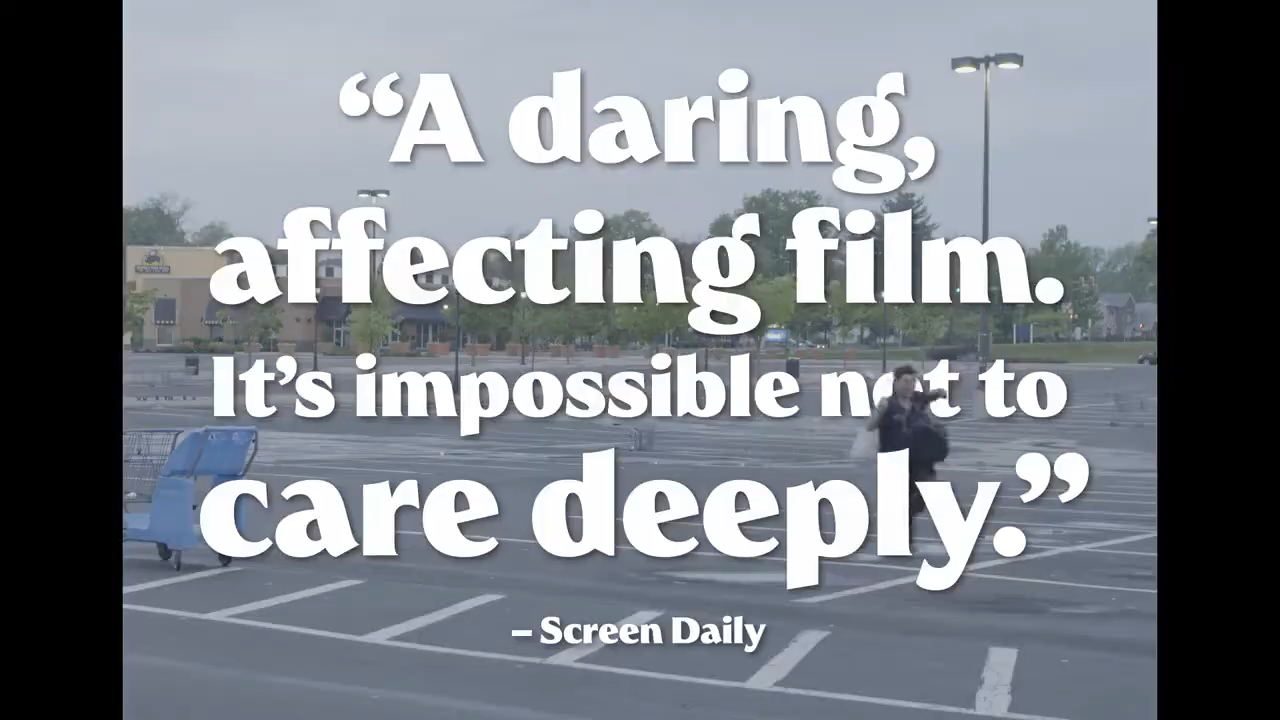 “A daring,
affecting film.
It’s impossible not to
care deeply.”
– Screen Daily